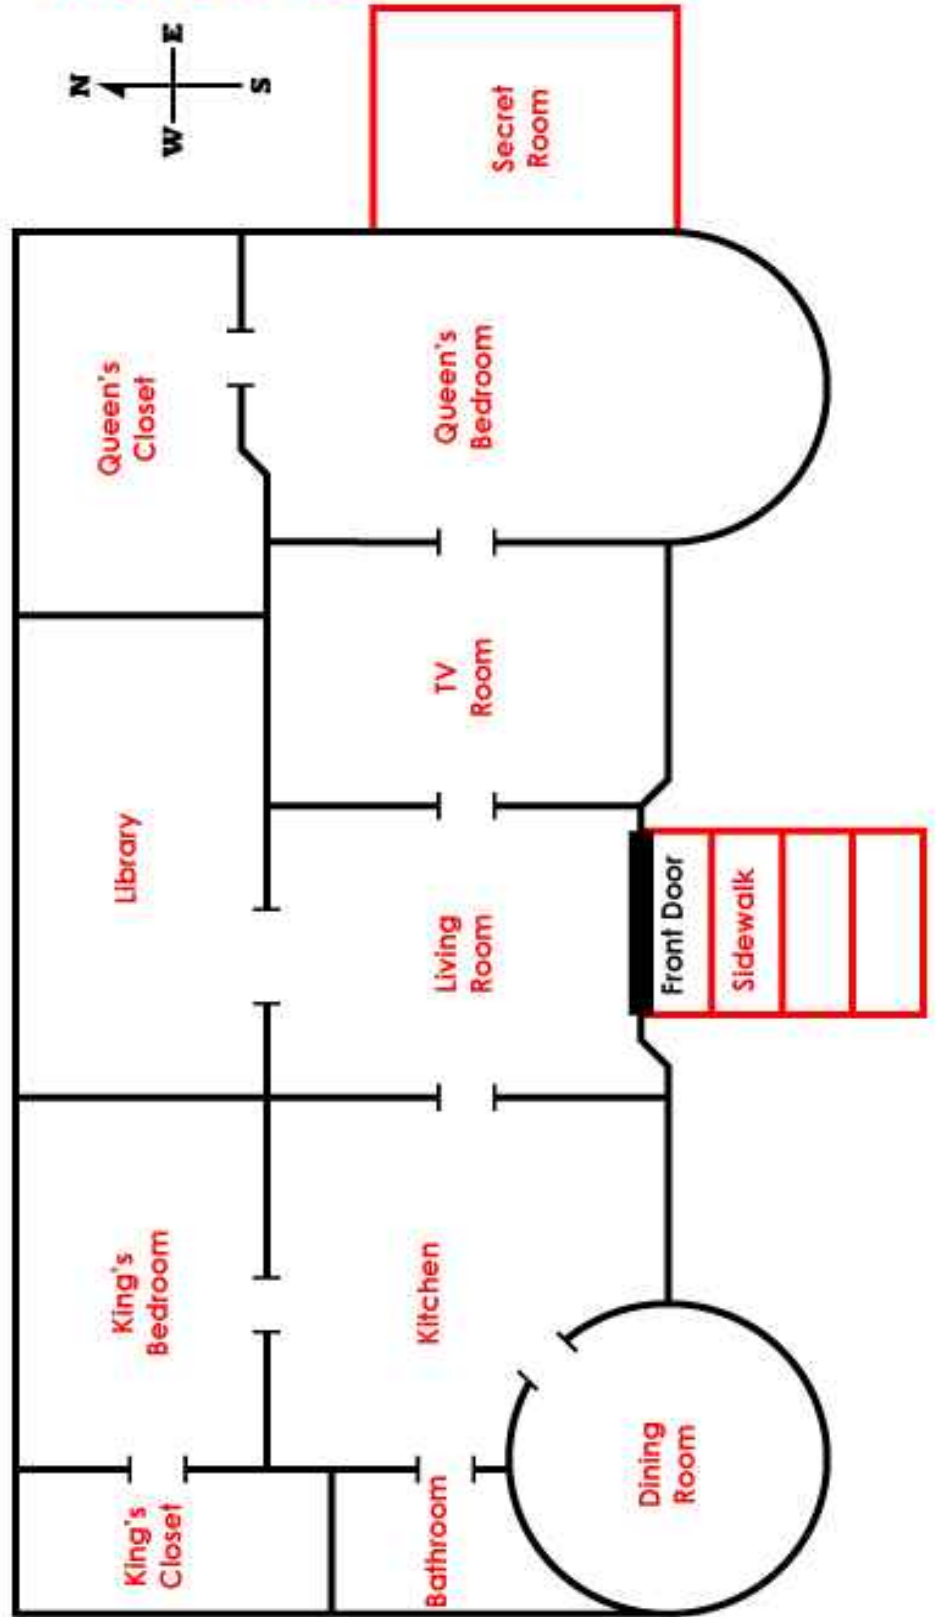 N
W
E
S
King's
Closet
King's
Bedroom
Library
Queen's
Closet
Bathroom
Kitchen
Living
Room
TV
Room
Queen's
Bedroom
Secret
Room
Dining
Room
Front Door
Sidewalk